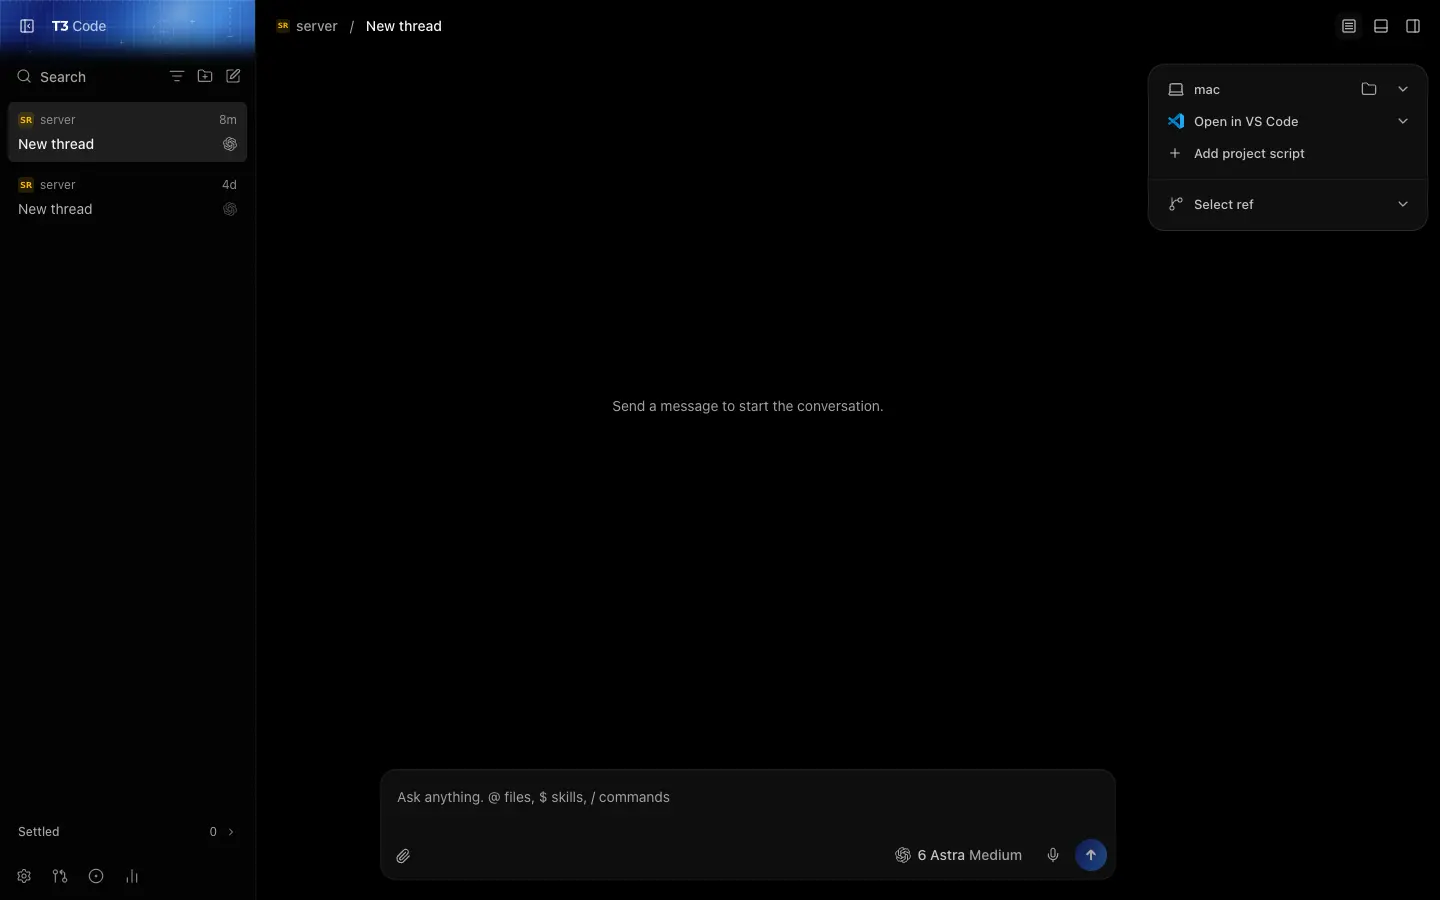 T3 Code
SR server / New thread
Search
SR server 8m
New thread
SR server 4d
New thread
mac
Open in VS Code
Add project script
Select ref
Send a message to start the conversation.
Ask anything. @ files, $ skills, / commands
6 Astra Medium
Settled 0